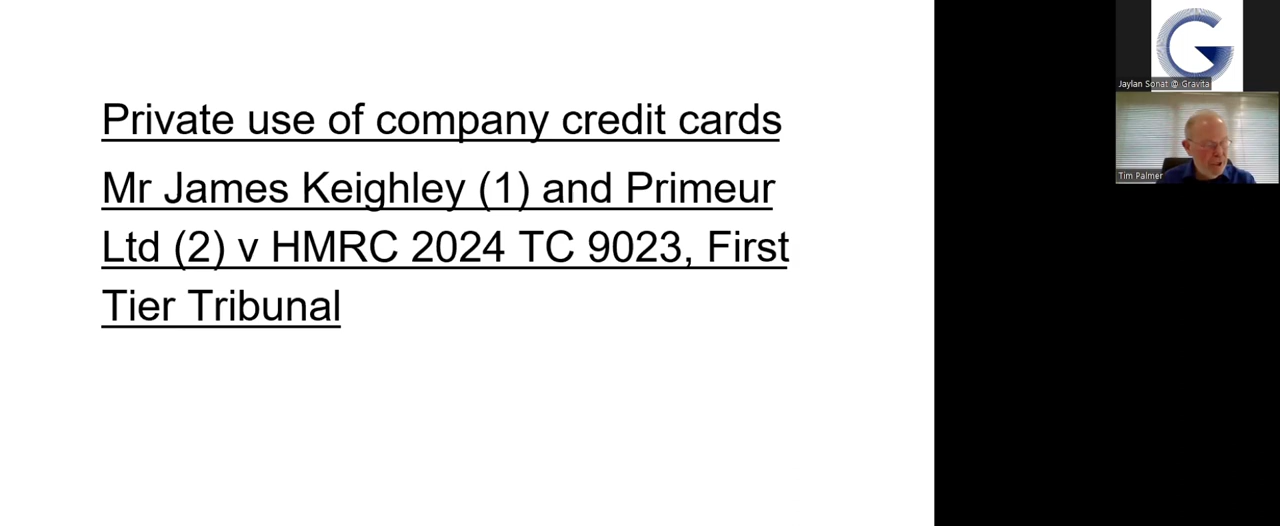 Private use of company credit cards
Mr James Keighley (1) and Primeur
Ltd (2) v HMRC 2024 TC 9023, First
Tier Tribunal
G
Jaylan Sonat @ Gravita
Tim Palmer